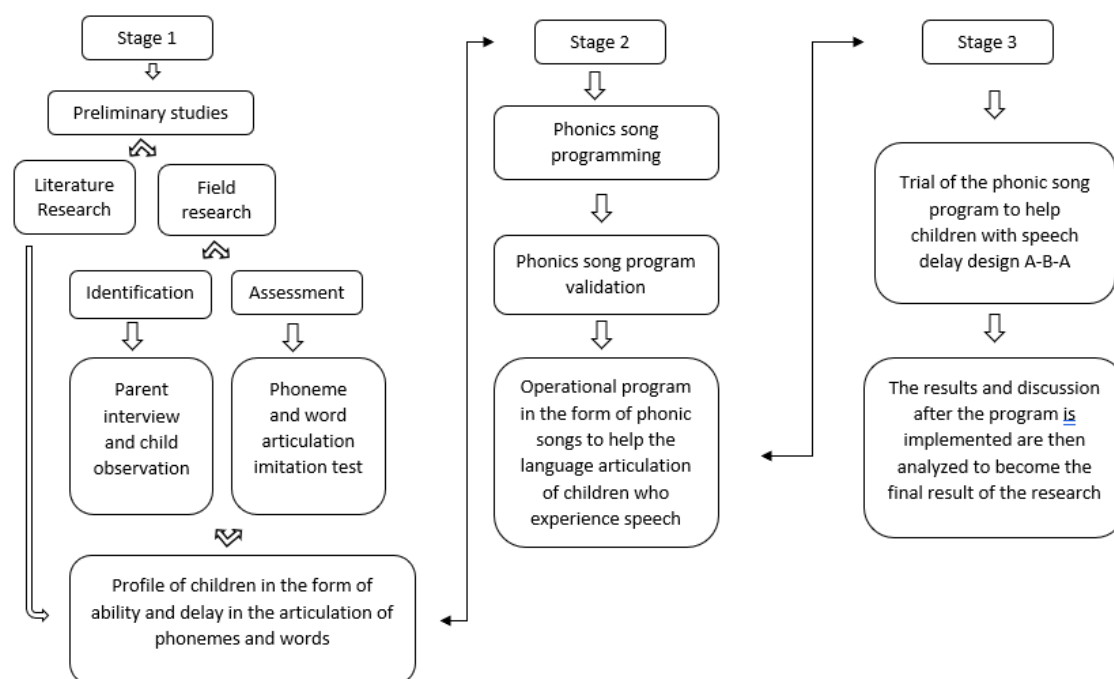 Stage 1
Preliminary studies
Literature
Research
Field
research
Identification
Assessment
Parent
interview
and child
observation
Phoneme
and word
articulation
imitation test
Profile of children in the form of
ability and delay in the articulation of
phonemes and words
Stage 2
Phonics song
programming
Phonics song program
validation
Operational program
in the form of phonic
songs to help the
language articulation
of children who
experience speech
Stage 3
Trial of the phonic song
program to help
children with speech
delay design A-B-A
The results and discussion
after the program is
implemented are then
analyzed to become the
final result of the research